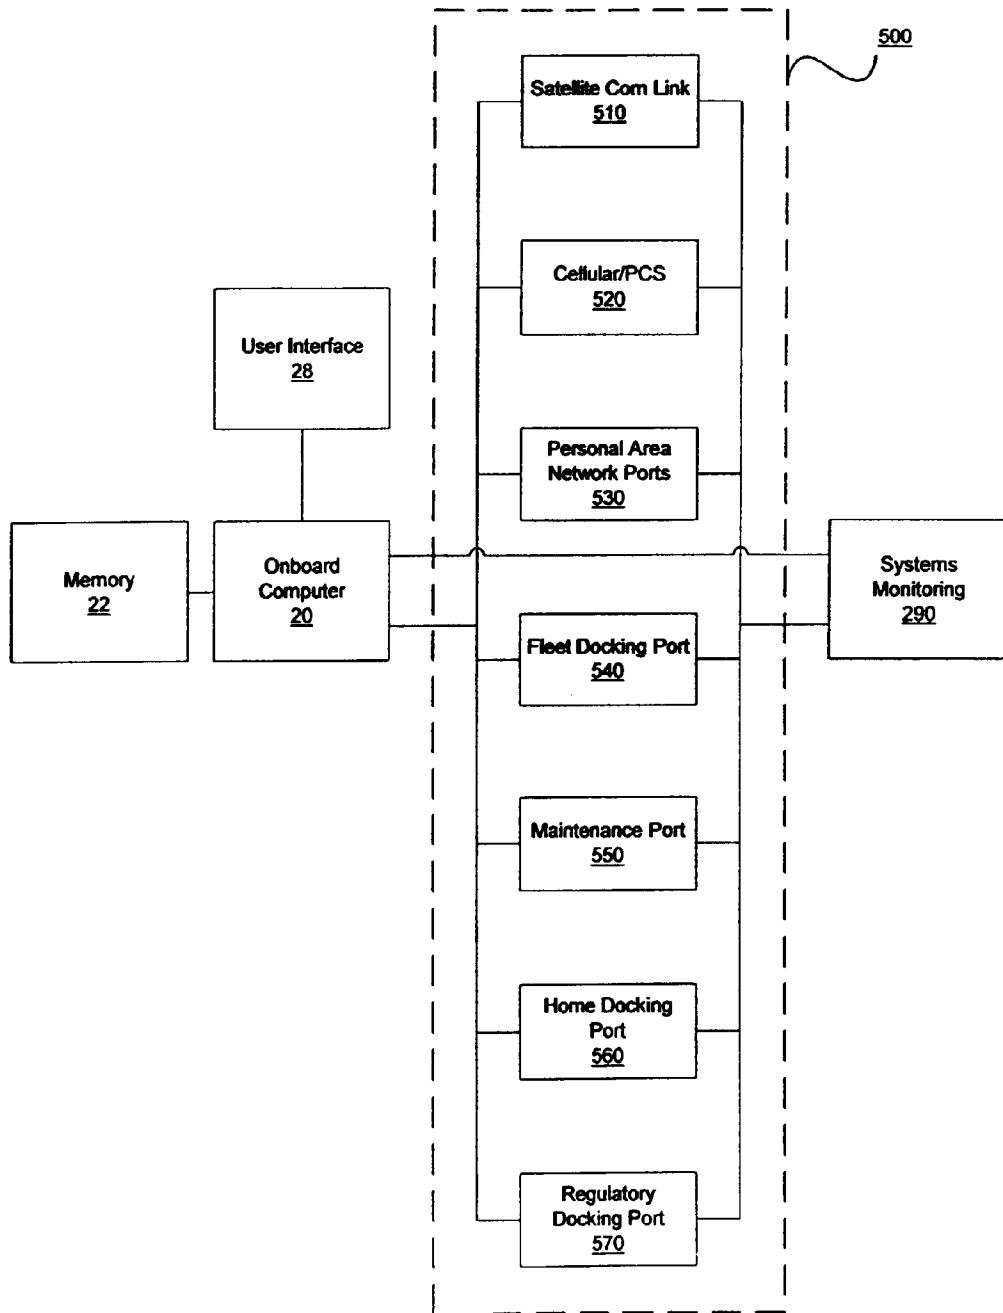 500
Satellite Com Link
510
Cellular/PCS
520
User Interface
28
Personal Area
Network Ports
530
Memory
22
Onboard
Computer
20
Systems
Monitoring
290
Fleet Docking Port
540
Maintenance Port
550
Home Docking
Port
560
Regulatory
Docking Port
570